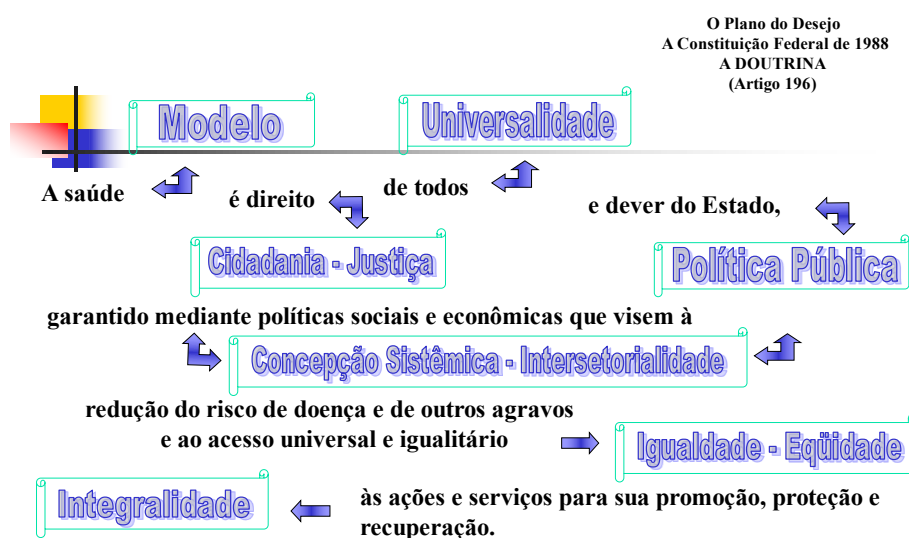 O Plano do Desejo
A Constituição Federal de 1988
A DOUTRINA
(Artigo 196)
Modelo
Universalidade
A saúde
é direito
de todos
e dever do Estado,
Cidadania - Justiça
Política Pública
garantido mediante políticas sociais e econômicas que visem à
Concepção Sistêmica - Intersetorialidade
redução do risco de doença e de outros agravos
e ao acesso universal e igualitário
Igualdade - Eqüidade
Integralidade
às ações e serviços para sua promoção, proteção e
recuperação.